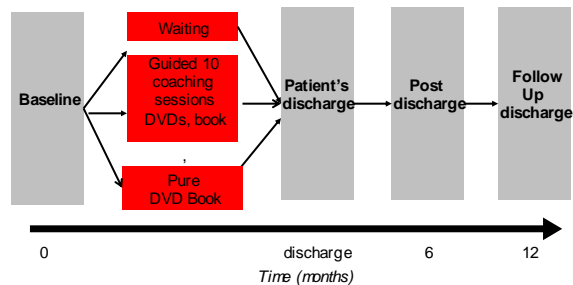 Baseline
Waiting
Guided 10
coaching
sessions
DVDs, book
,
Pure
DVD Book
Patient's
discharge
Post
discharge
Follow
Up
discharge
0
discharge
6
12
Time (months)